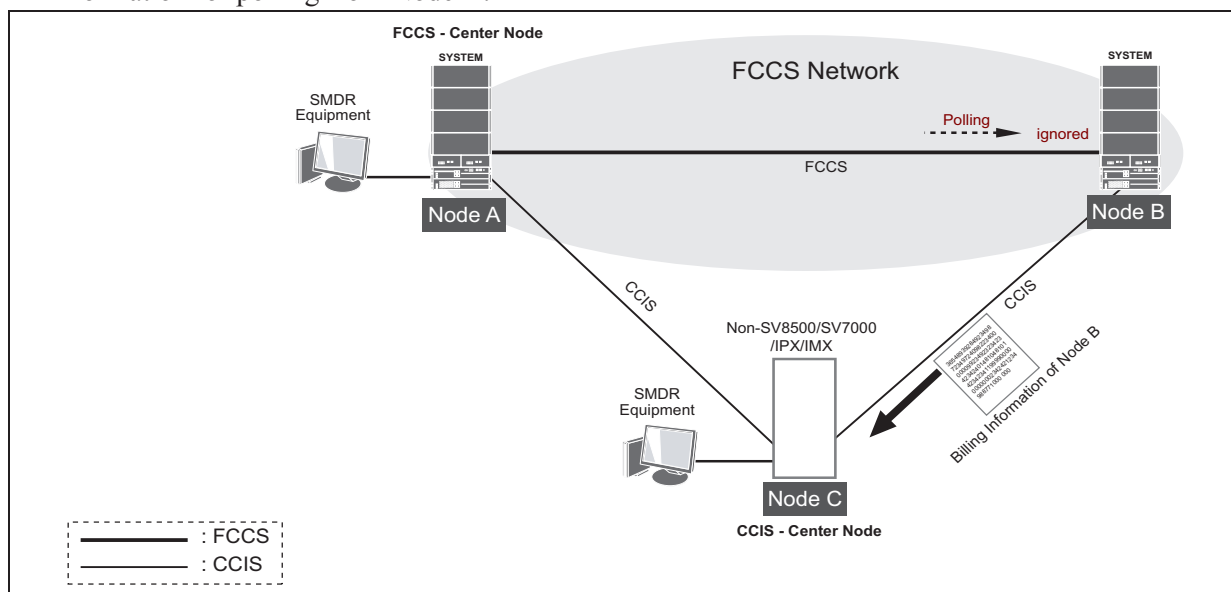 FCCS - Center Node
SYSTEM
SYSTEM
FCCS Network
SMDR
Equipment
Polling
ignored
FCCS
Node A
Node B
CCIS
CCIS
Non-SV8500/SV7000
/IPX/IMX
Billing Information of Node B
SMDR
Equipment
Node C
CCIS - Center Node
: FCCS
: CCIS